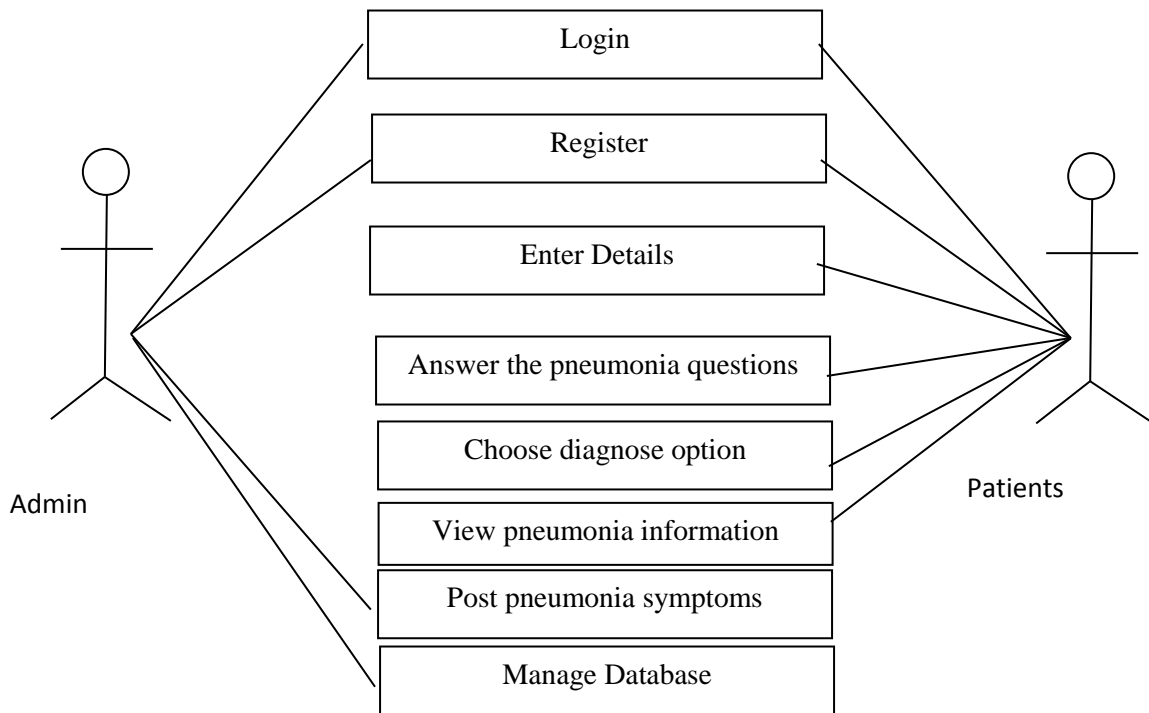 Login
Register
Enter Details
Answer the pneumonia questions
Choose diagnose option
Admin
Patients
View pneumonia information
Post pneumonia symptoms
Manage Database